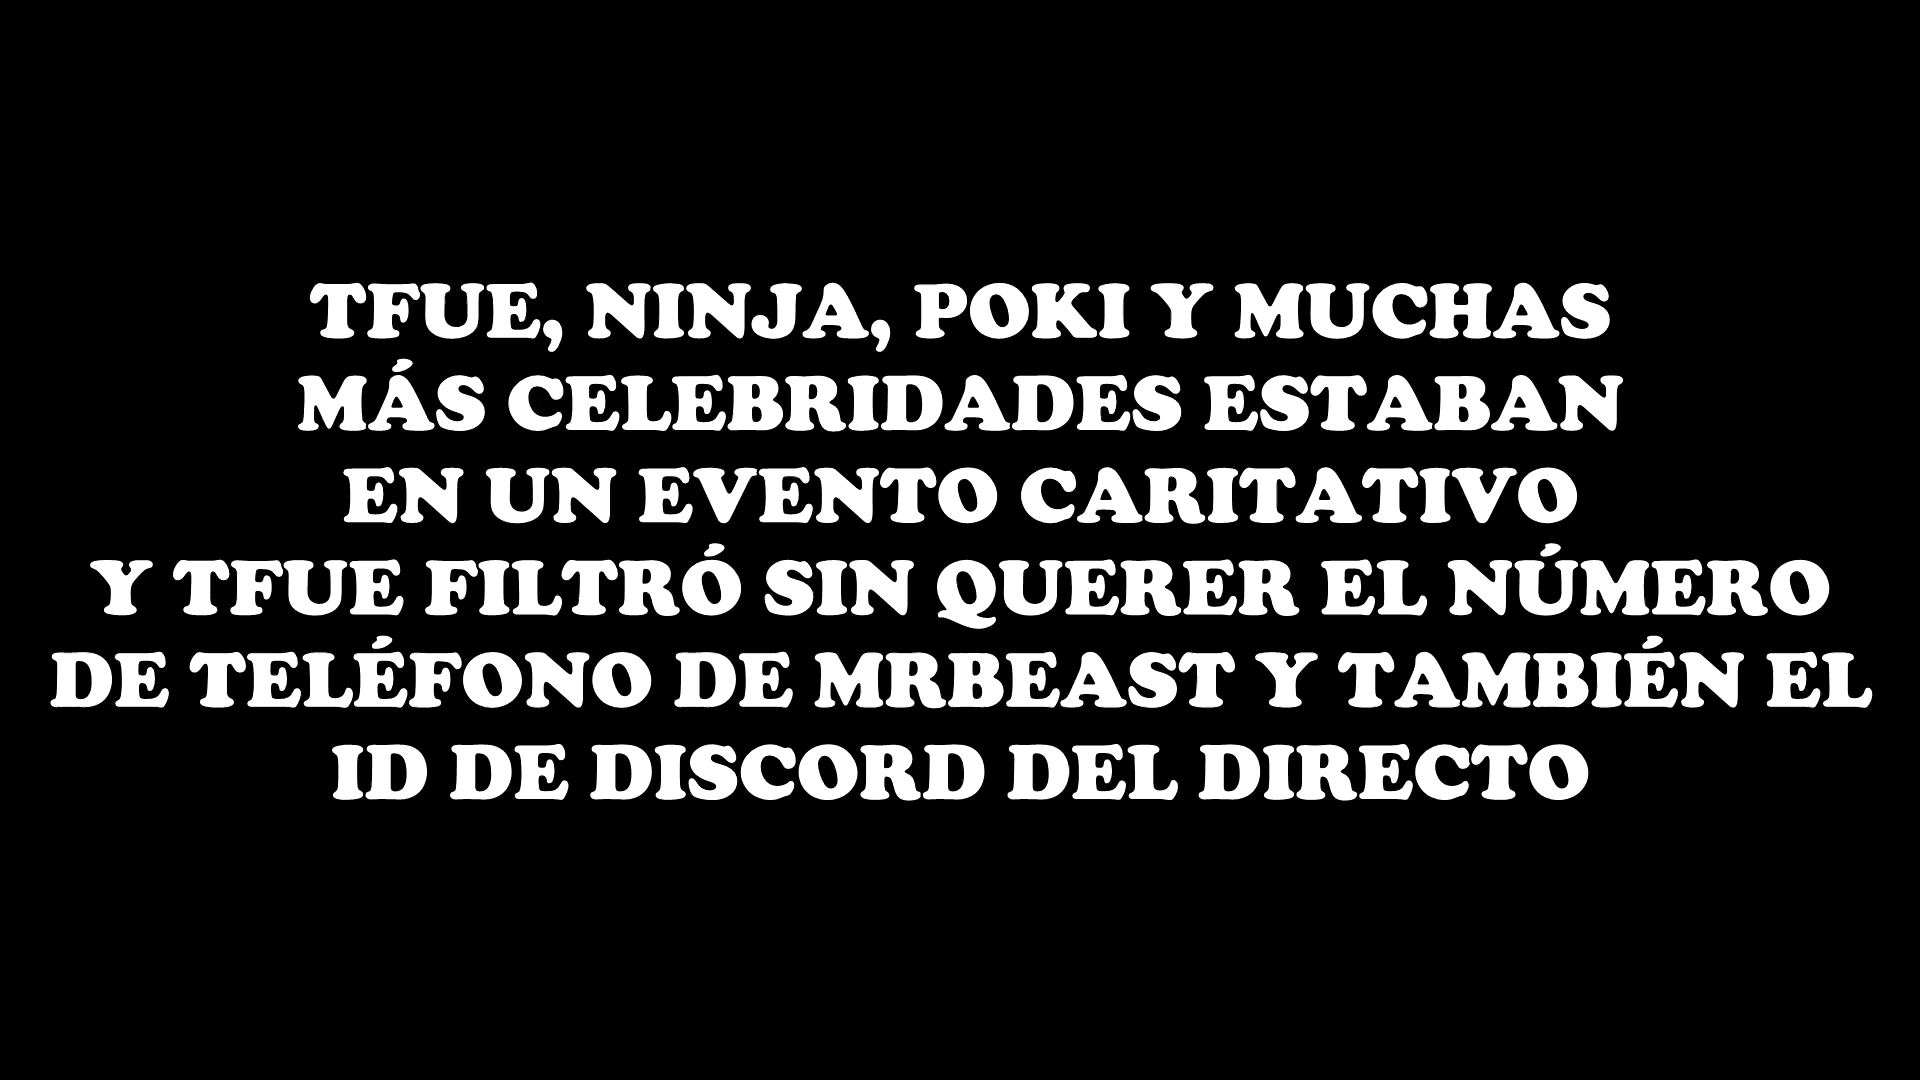 TFUE, NINJA, POKI Y MUCHAS
MÁS CELEBRIDADES ESTABAN
EN UN EVENTO CARITATIVO
Y TFUE FILTRÓ SIN QUERER EL NÚMERO
DE TELÉFONO DE MRBEAST Y TAMBIÉN EL
ID DE DISCORD DEL DIRECTO